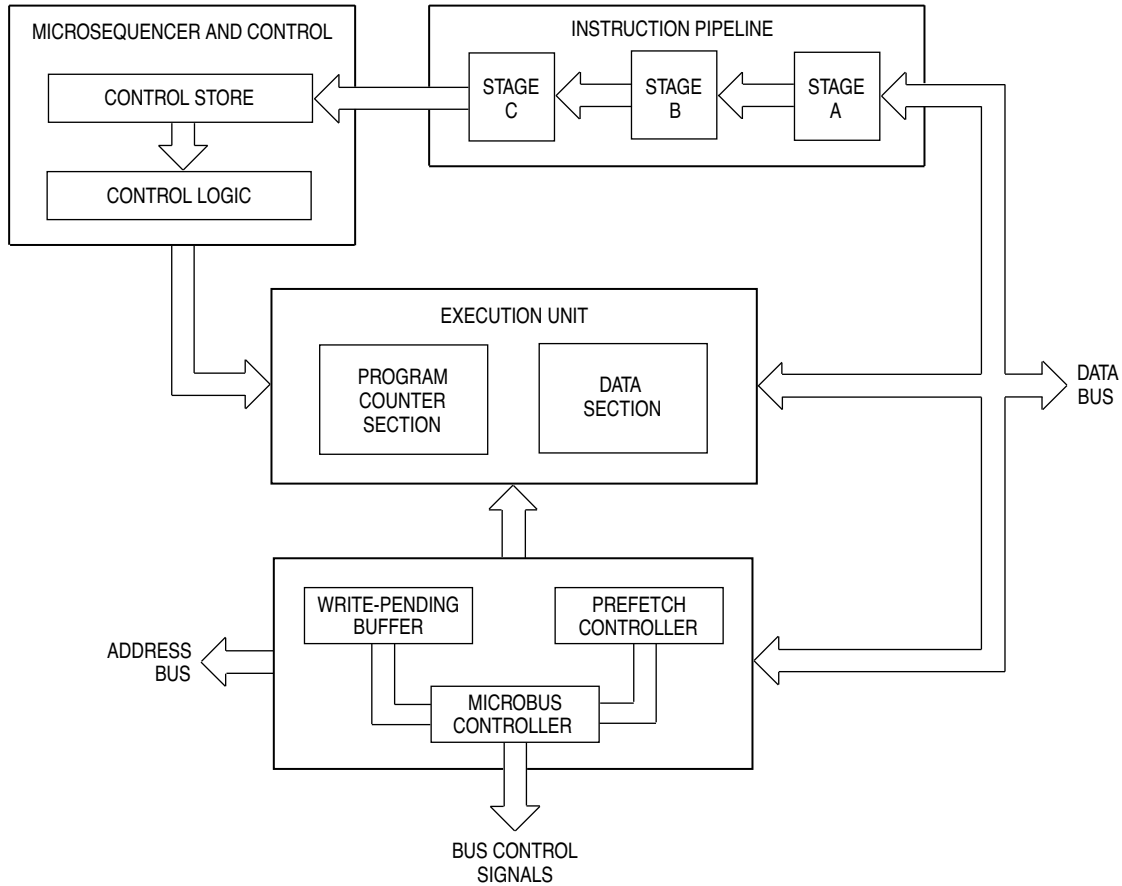 MICROSEQUENCER AND CONTROL
CONTROL STORE
CONTROL LOGIC
INSTRUCTION PIPELINE
STAGE
C
STAGE
B
STAGE
A
EXECUTION UNIT
PROGRAM
COUNTER
SECTION
DATA
SECTION
DATA
BUS
WRITE-PENDING
BUFFER
PREFETCH
CONTROLLER
MICROBUS
CONTROLLER
ADDRESS
BUS
BUS CONTROL
SIGNALS